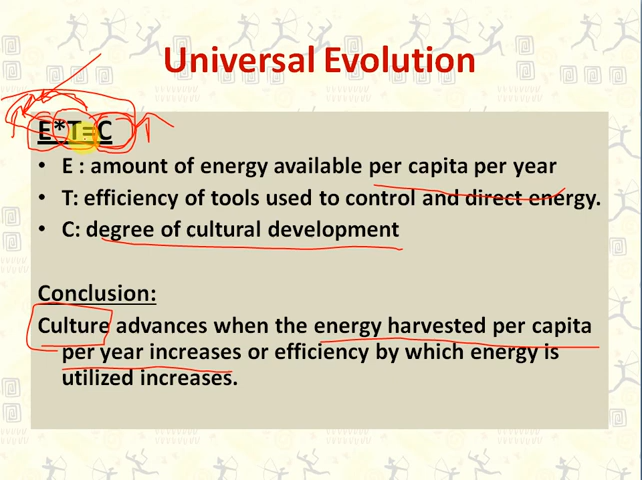 Universal Evolution
E*T=C
• E : amount of energy available per capita per year
• T: efficiency of tools used to control and direct energy.
• C: degree of cultural development
Conclusion:
Culture advances when the energy harvested per capita
per year increases or efficiency by which energy is
utilized increases.